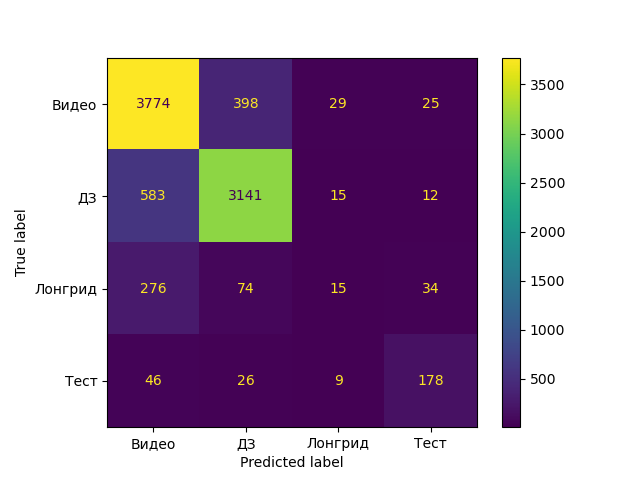 Видео 3774 398 29 25
ДЗ 583 3141 15 12
Лонгрид 276 74 15 34
Тест 46 26 9 178
Видео ДЗ Лонгрид Тест
Predicted label
True label
3500
3000
2500
2000
1500
1000
500